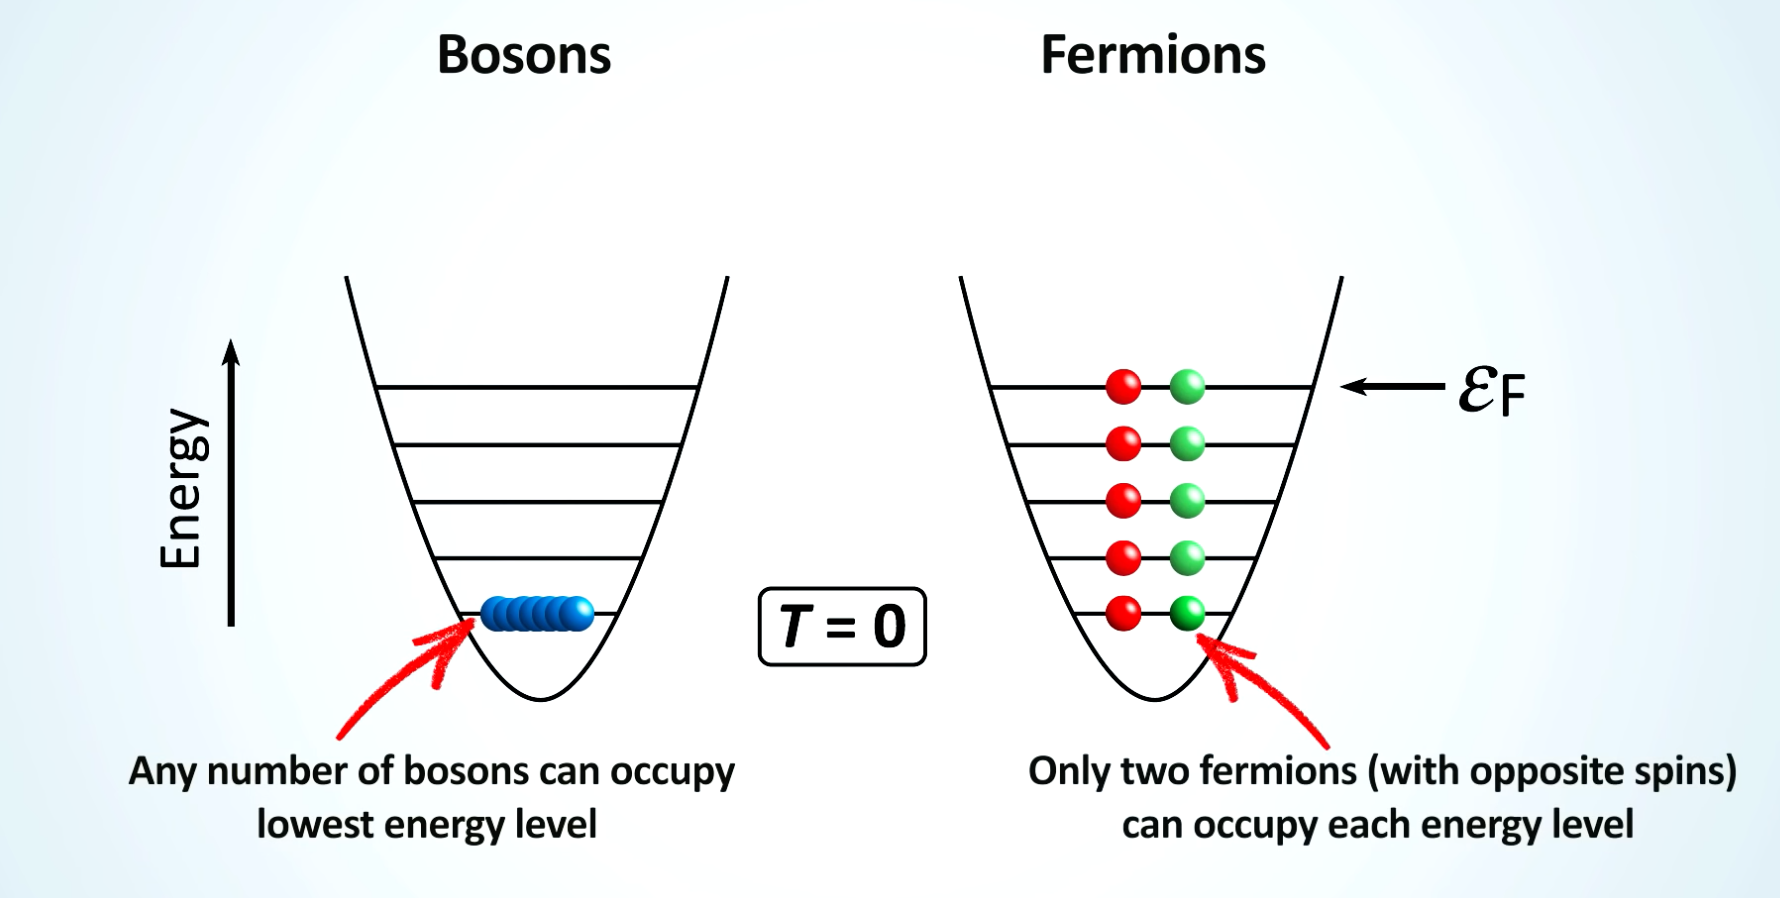 Bosons
Fermions
Energy
εF
T = 0
Any number of bosons can occupy
lowest energy level
Only two fermions (with opposite spins)
can occupy each energy level